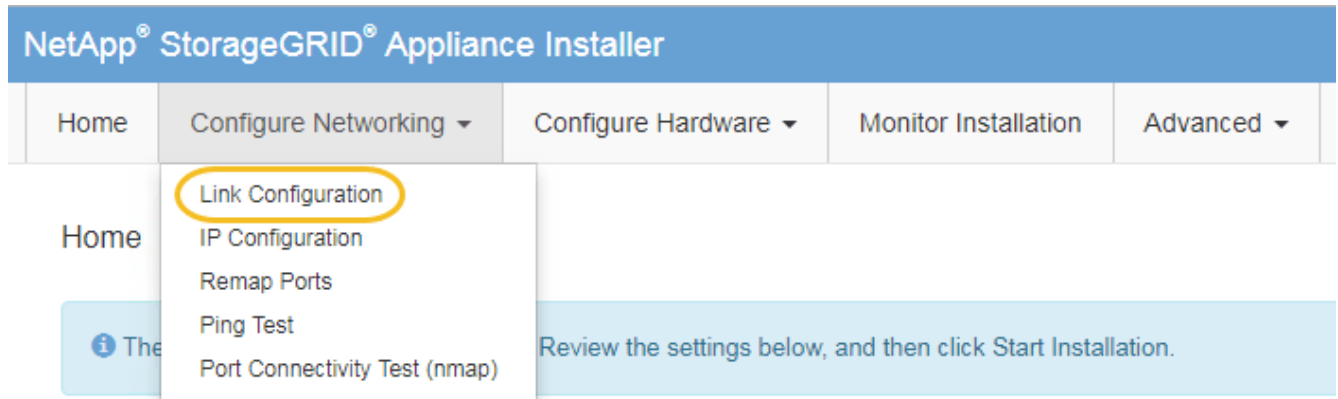 NetApp® StorageGRID® Appliance Installer
Home Configure Networking Configure Hardware Monitor Installation Advanced
Link Configuration
Home
IP Configuration
Remap Ports
Ping Test
The Review the settings below, and then click Start Installation.
Port Connectivity Test (nmap)